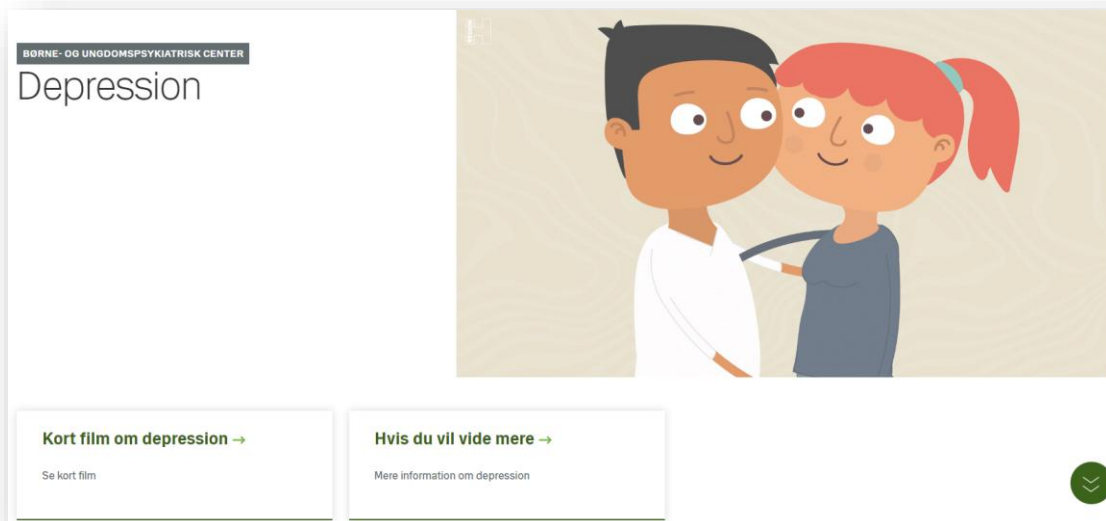 BØRNE- OG UNGDOMSPSYKIATRISK CENTER
Depression
Kort film om depression →
Se kort film
Hvis du vil vide mere →
Mere information om depression